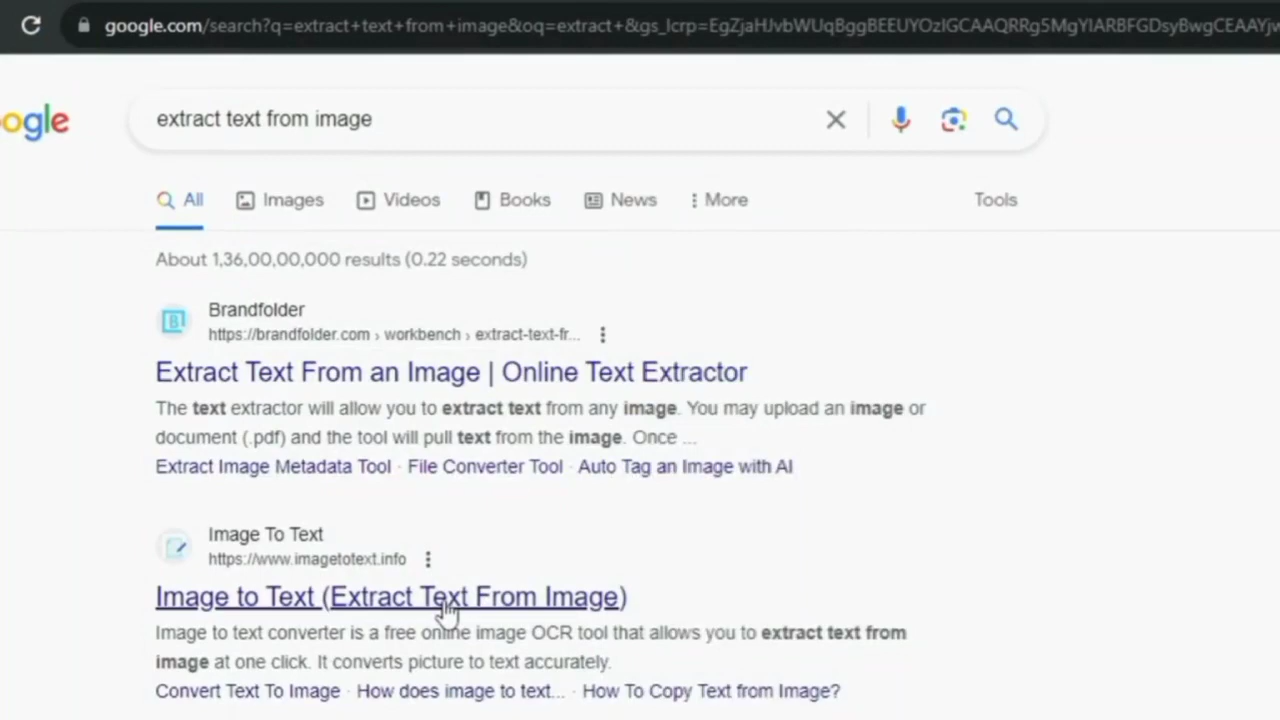 google.com/search?q=extract+text+from+image&oq=extract+&gs_lcrp=
ogle
extract text from image
All Images Videos Books News More Tools
About 1,36,00,00,000 results (0.22 seconds)
Brandfolder
https://brandfolder.com › workbench › extract-text-fr...
Extract Text From an Image | Online Text Extractor
The text extractor will allow you to extract text from any image. You may upload an image or
document (.pdf) and the tool will pull text from the image. Once ...
Extract Image Metadata Tool · File Converter Tool · Auto Tag an Image with AI
Image To Text
https://www.imagetotext.info
Image to Text (Extract Text From Image)
Image to text converter is a free online image OCR tool that allows you to extract text from
image at one click. It converts picture to text accurately.
Convert Text To Image · How does image to text... · How To Copy Text from Image?